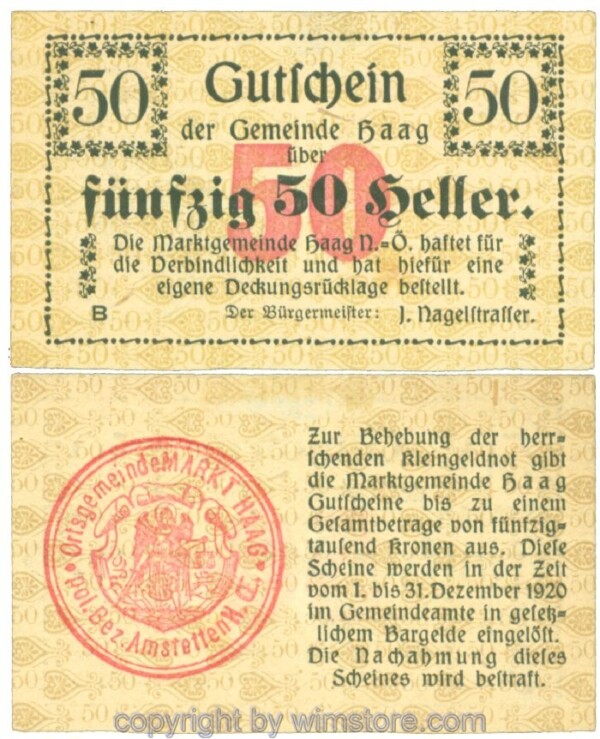 50 Gutſchein 50
der Gemeinde Haag
über
50
fünfzig 50 Heller.
Die Marktgemeinde Haag N.=Ö. haftet für
die Verbindlichkeit und hat hiefür eine
eigene Deckungsrücklage beſtellt.
B Der Bürgermeiſter: J. Nagelſtraſſer.
Ortsgemeinde MARKT HAAG
pol. Bez. Amstetten N. Ö.
Zur Behebung der herr=
ſchenden Kleingeldnot gibt
die Marktgemeinde Haag
Gutſcheine bis zu einem
Geſamtbetrage von fünfzig=
tauſend Kronen aus. Dieſe
Scheine werden in der Zeit
vom 1. bis 31. Dezember 1920
im Gemeindeamte in geſetz=
lichem Bargelde eingelöſt.
Die Nachahmung dieſes
Scheines wird beſtraft.
copyright by wimstore.com